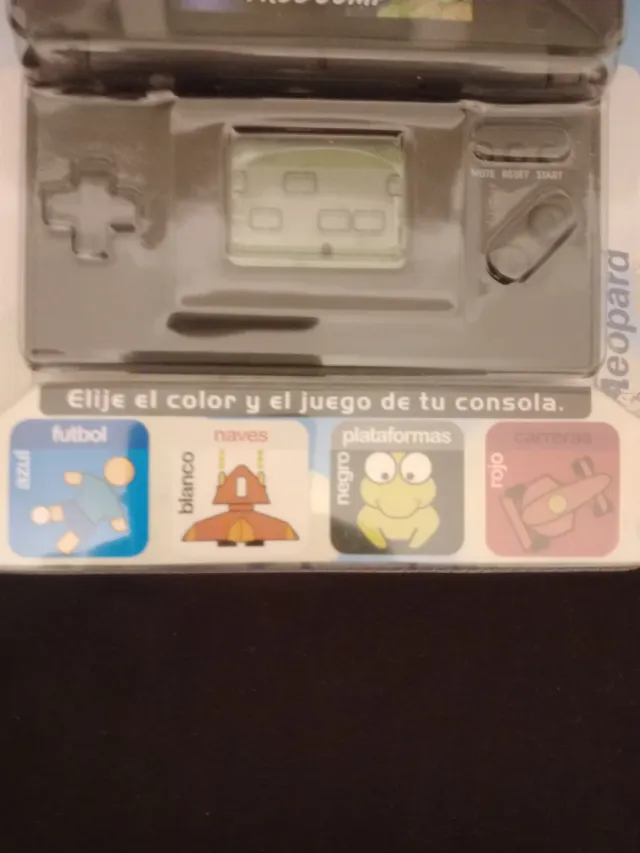 MUTE RESET START
leopard
Elije el color y el juego de tu consola.
azul
futbol
blanco
naves
negro
plataformas
rojo
carreras